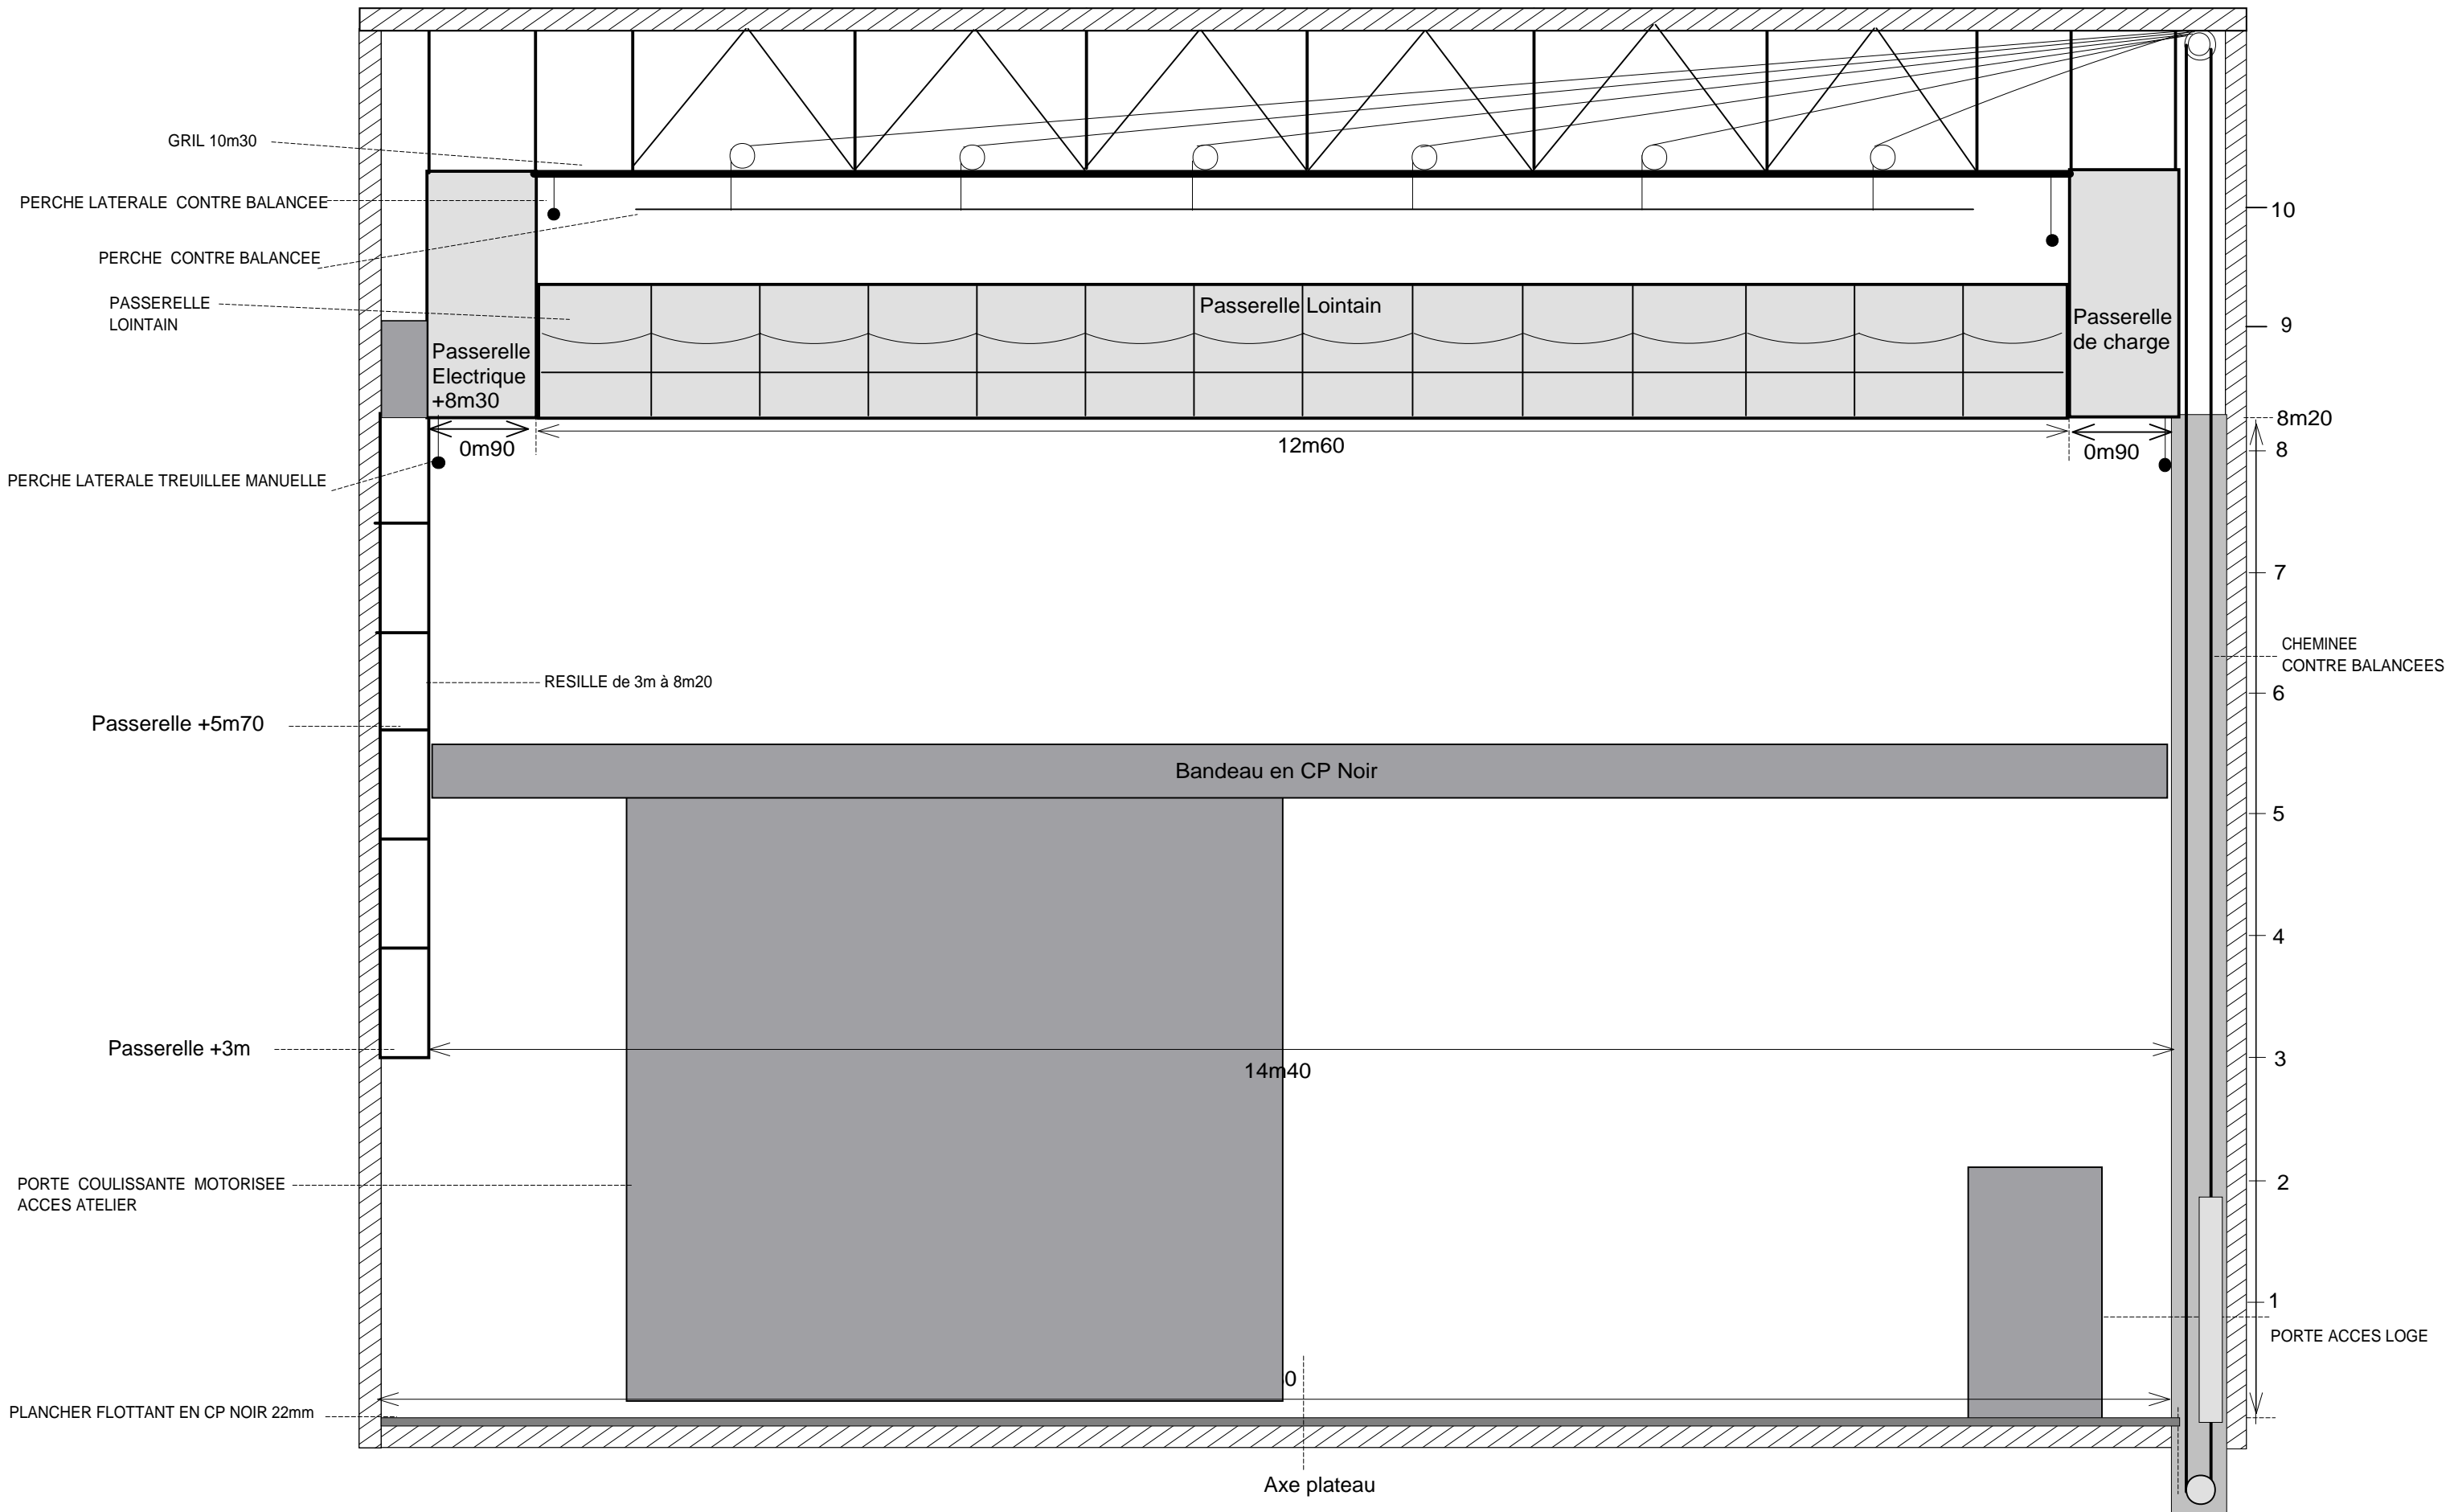 GRIL 10m30
PERCHE LATERALE CONTRE BALANCEE
PERCHE CONTRE BALANCEE
PASSERELLE
LOINTAIN
Passerelle Lointain
Passerelle
Electrique
+8m30
Passerelle
de charge
10
9
8m20
8
0m90
12m60
0m90
PERCHE LATERALE TREUILLEE MANUELLE
7
CHEMINEE
CONTRE BALANCEES
RESILLE de 3m à 8m20
6
Passerelle +5m70
Bandeau en CP Noir
5
4
Passerelle +3m
14m40
3
PORTE COULISSANTE MOTORISEE
ACCES ATELIER
2
1
PORTE ACCES LOGE
0
PLANCHER FLOTTANT EN CP NOIR 22mm
Axe plateau